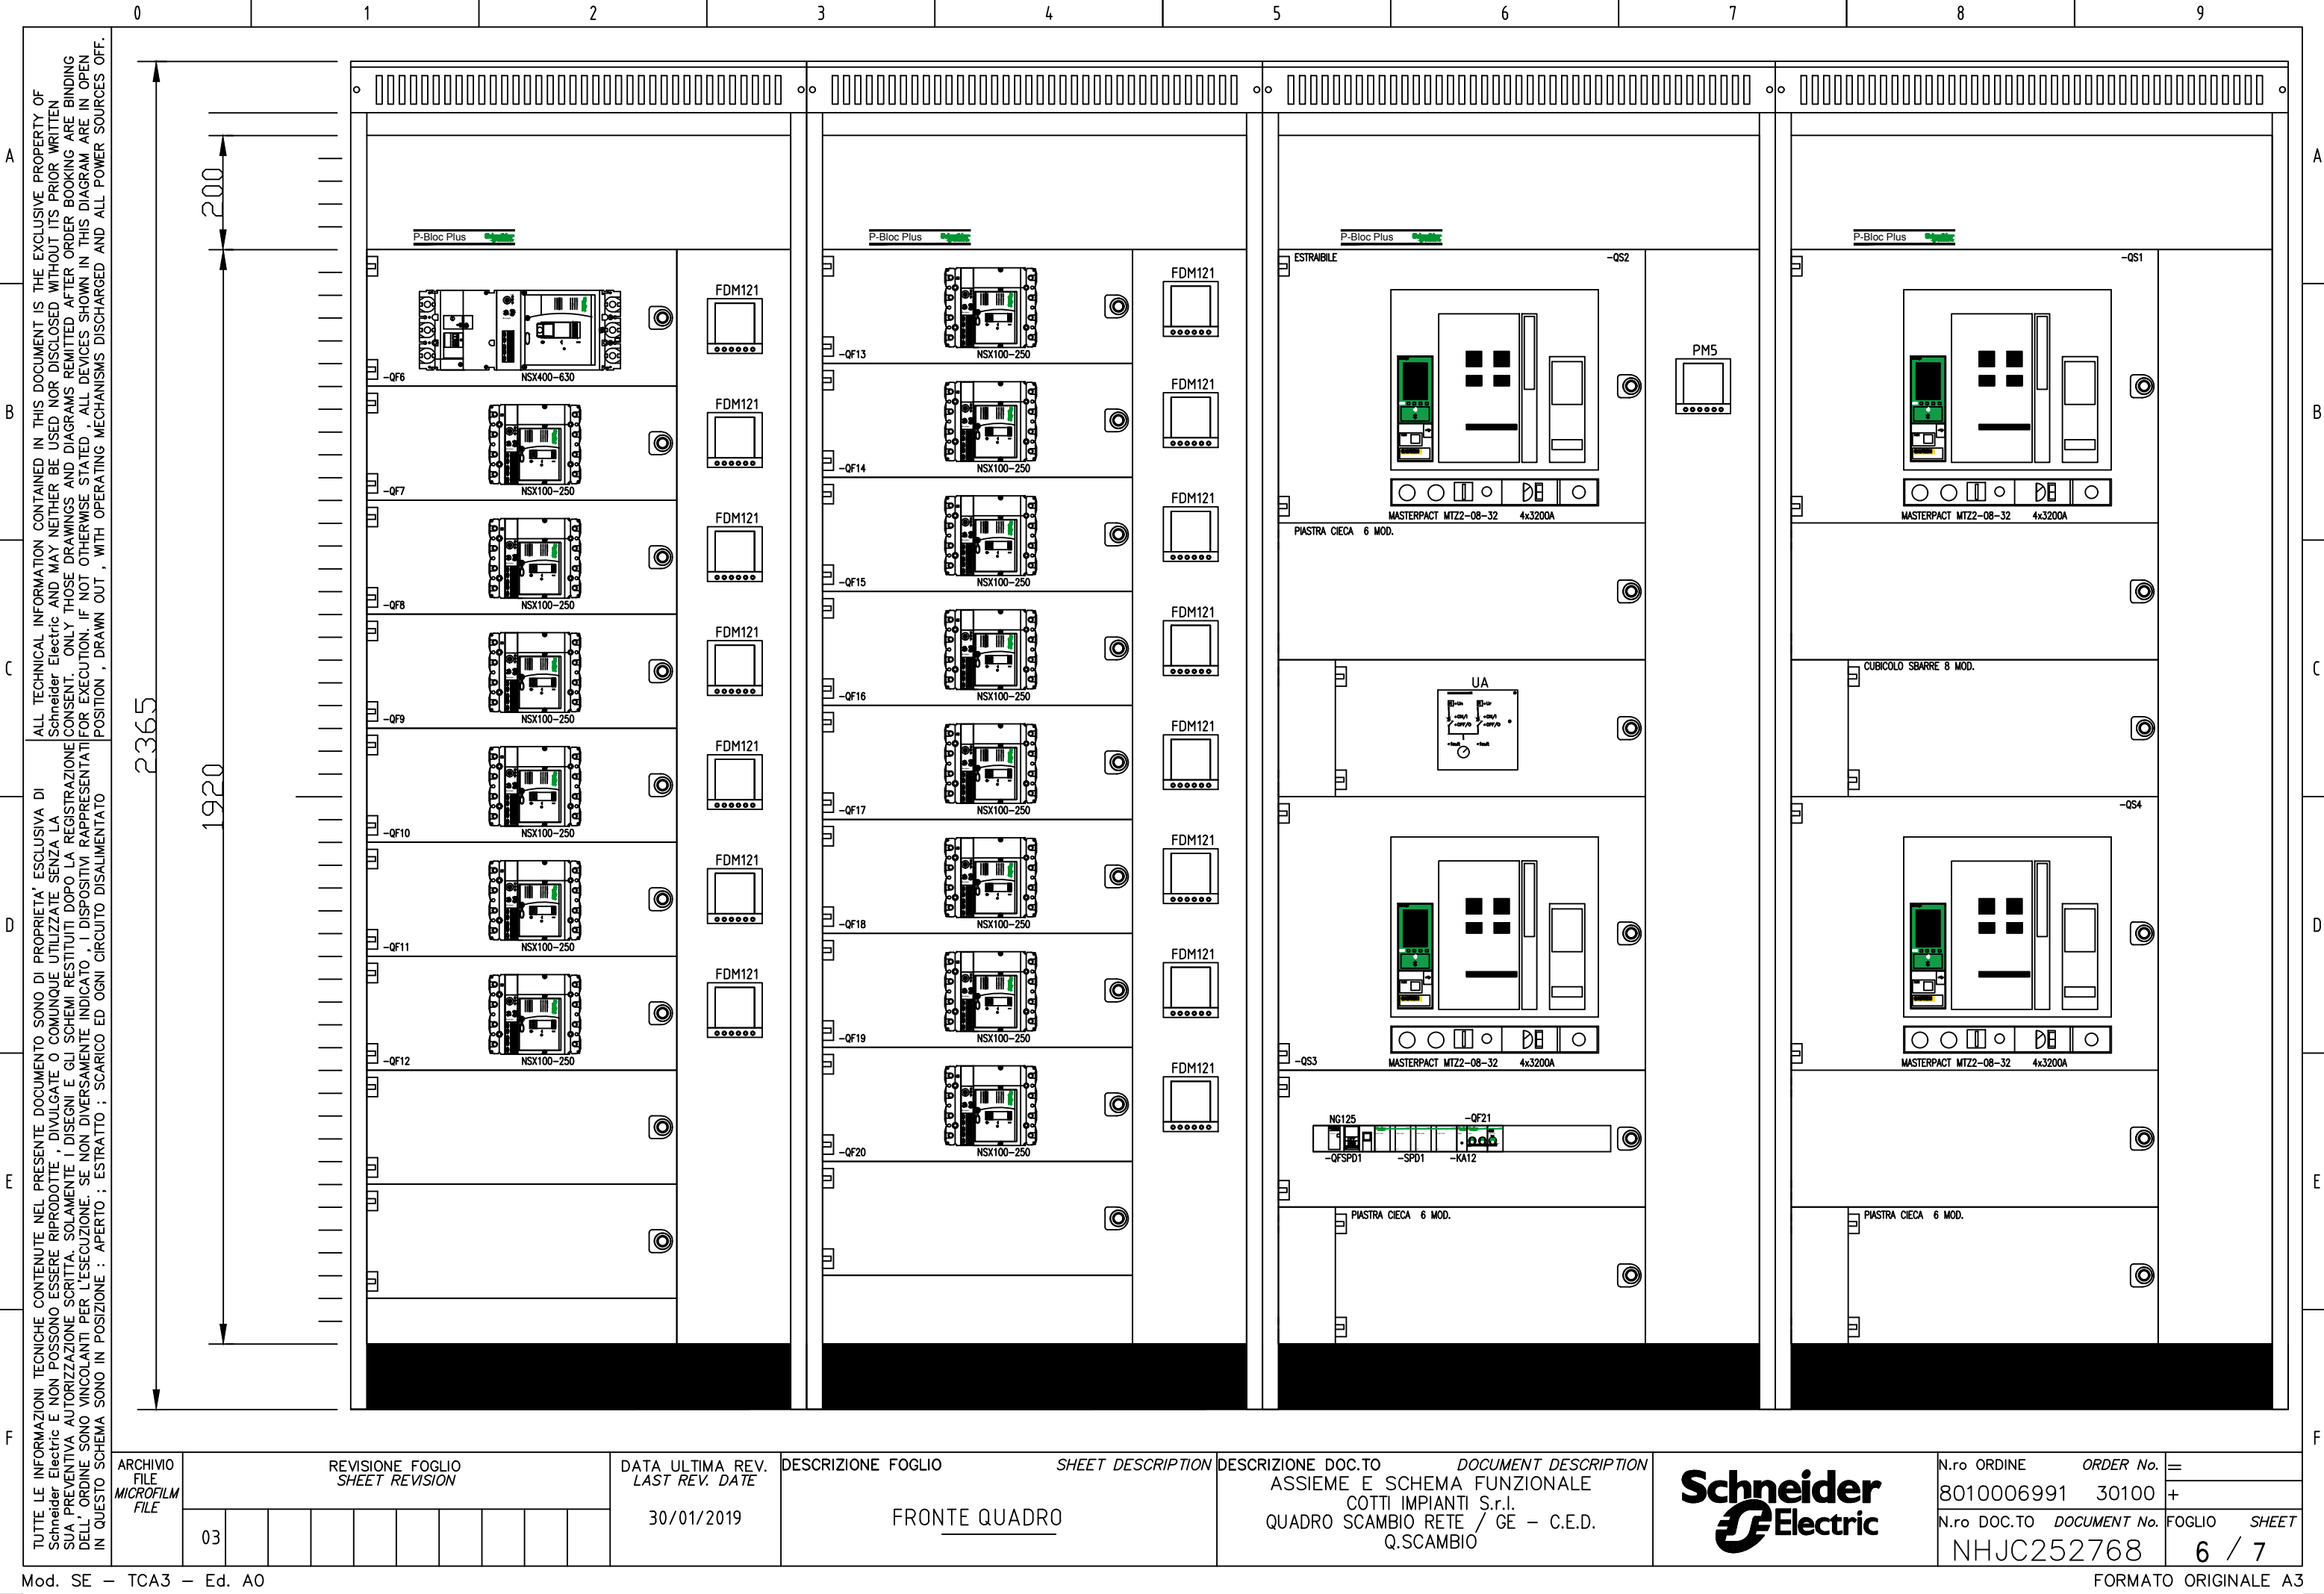 0 1 2 3 4 5 6 7 8 9
A A
B B
C C
D D
E E
F F
ALL TECHNICAL INFORMATION CONTAINED IN THIS DOCUMENT IS THE EXCLUSIVE PROPERTY OF
Schneider Electric AND MAY NEITHER BE USED NOR DISCLOSED WITHOUT ITS PRIOR WRITTEN
CONSENT. ONLY THOSE DRAWINGS AND DIAGRAMS REMITTED AFTER ORDER BOOKING ARE BINDING
FOR EXECUTION. IF NOT OTHERWISE STATED , ALL DEVICES SHOWN IN THIS DIAGRAM ARE IN OPEN
POSITION , DRAWN OUT , WITH OPERATING MECHANISMS DISCHARGED AND ALL POWER SOURCES OFF.
TUTTE LE INFORMAZIONI TECNICHE CONTENUTE NEL PRESENTE DOCUMENTO SONO DI PROPRIETA' ESCLUSIVA DI
Schneider Electric E NON POSSONO ESSERE RIPRODOTTE , DIVULGATE O COMUNQUE UTILIZZATE SENZA LA
SUA PREVENTIVA AUTORIZZAZIONE SCRITTA. SOLAMENTE I DISEGNI E GLI SCHEMI RESTITUITI DOPO LA REGISTRAZIONE
DELL' ORDINE SONO VINCOLANTI PER L'ESECUZIONE. SE NON DIVERSAMENTE INDICATO , I DISPOSITIVI RAPPRESENTATI
IN QUESTO SCHEMA SONO IN POSIZIONE : APERTO ; ESTRATTO ; SCARICO ED OGNI CIRCUITO DISALIMENTATO
2365
200
1920
P-Bloc Plus
FDM121
-QF6 NSX400-630
FDM121
-QF7 NSX100-250
FDM121
-QF8 NSX100-250
FDM121
-QF9 NSX100-250
FDM121
-QF10 NSX100-250
FDM121
-QF11 NSX100-250
FDM121
-QF12 NSX100-250
P-Bloc Plus
FDM121
-QF13 NSX100-250
FDM121
-QF14 NSX100-250
FDM121
-QF15 NSX100-250
FDM121
-QF16 NSX100-250
FDM121
-QF17 NSX100-250
FDM121
-QF18 NSX100-250
FDM121
-QF19 NSX100-250
FDM121
-QF20 NSX100-250
P-Bloc Plus
ESTRAIBILE -QS2
PM5
MASTERPACT MTZ2-08-32 4x3200A
PIASTRA CIECA 6 MOD.
UA
-QS3 MASTERPACT MTZ2-08-32 4x3200A
NG125 -QF21
-QFSPD1 -SPD1 -KA12
PIASTRA CIECA 6 MOD.
P-Bloc Plus
-QS1
MASTERPACT MTZ2-08-32 4x3200A
CUBICOLO SBARRE 8 MOD.
-QS4
MASTERPACT MTZ2-08-32 4x3200A
PIASTRA CIECA 6 MOD.
ARCHIVIO
FILE
MICROFILM
FILE
REVISIONE FOGLIO
SHEET REVISION
03
DATA ULTIMA REV.
LAST REV. DATE
30/01/2019
DESCRIZIONE FOGLIO SHEET DESCRIPTION
FRONTE QUADRO
DESCRIZIONE DOC.TO DOCUMENT DESCRIPTION
ASSIEME E SCHEMA FUNZIONALE
COTTI IMPIANTI S.r.l.
QUADRO SCAMBIO RETE / GE - C.E.D.
Q.SCAMBIO
Schneider
Electric
N.ro ORDINE ORDER No. =
8010006991 30100 +
N.ro DOC.TO DOCUMENT No. FOGLIO SHEET
NHJC252768 6 / 7
Mod. SE - TCA3 - Ed. A0
FORMATO ORIGINALE A3